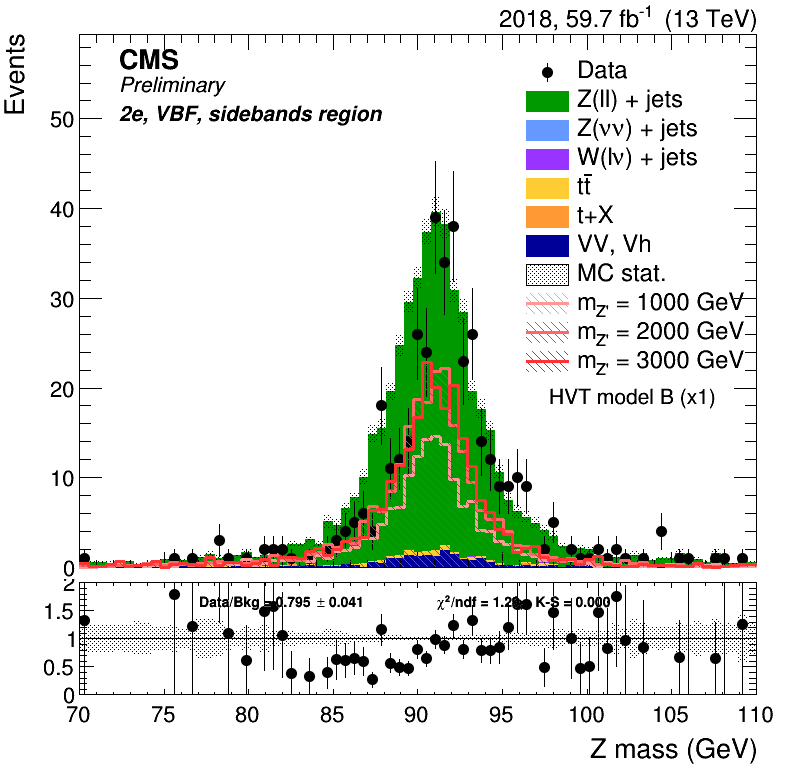 2018, 59.7 fb⁻¹ (13 TeV)
Events
CMS
Preliminary
2e, VBF, sidebands region
Data
Z(ll) + jets
Z(νν) + jets
W(lν) + jets
tt̄
t+X
VV, Vh
MC stat.
m_Z' = 1000 GeV
m_Z' = 2000 GeV
m_Z' = 3000 GeV
HVT model B (x1)
50
40
30
20
10
0
Data/Bkg = 0.795 ± 0.041
χ²/ndf = K-S = 0.000
2
1.5
1
0.5
0
70 75 80 85 90 95 100 105 110
Z mass (GeV)